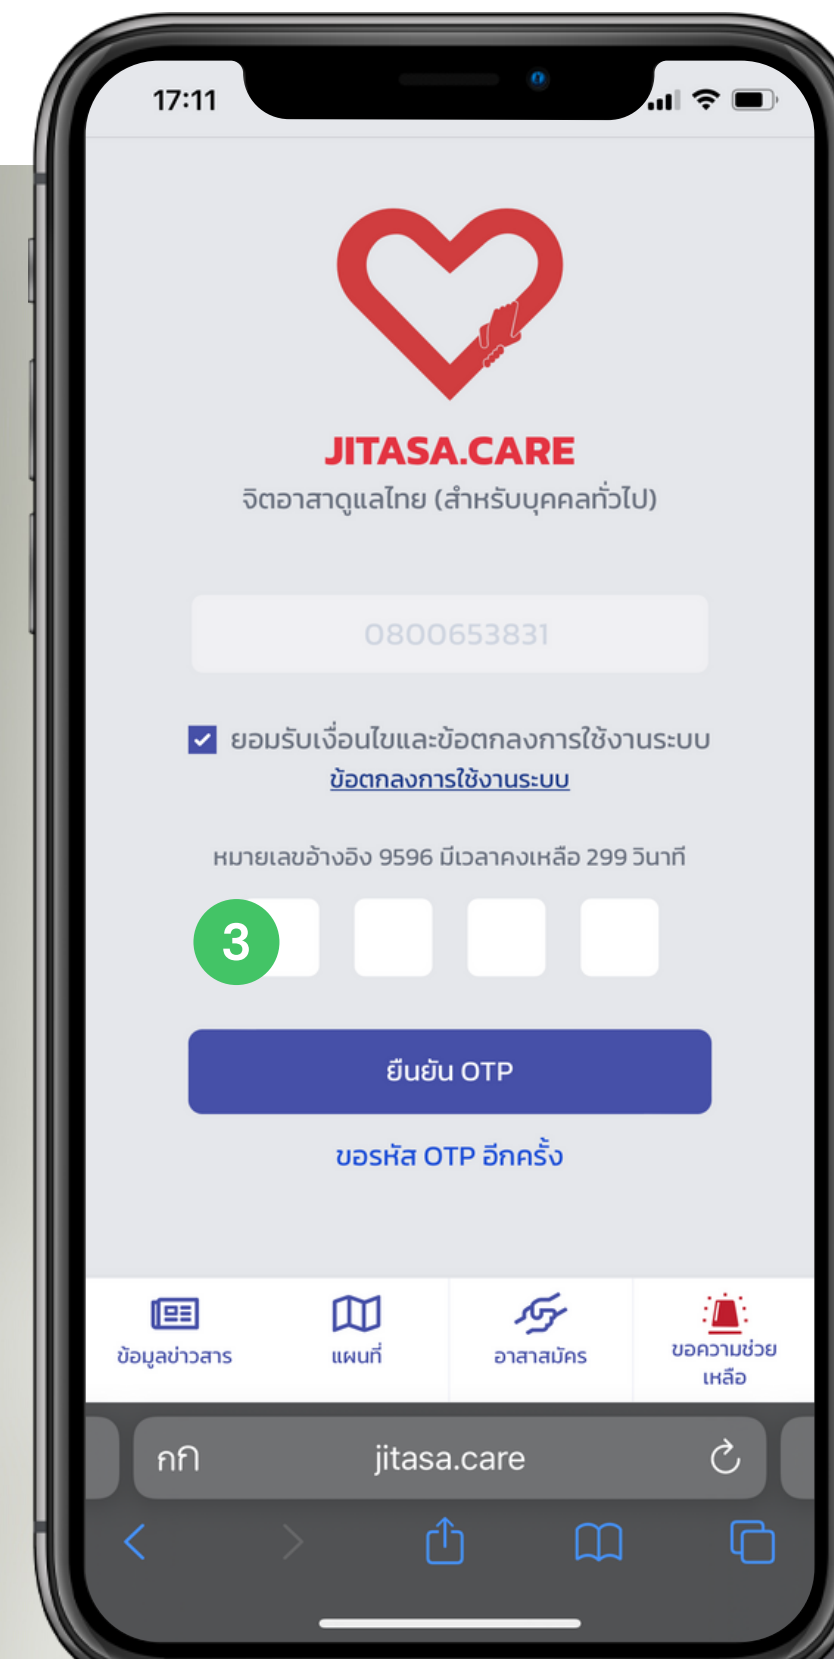 17:11
JITASA.CARE
จิตอาสาดูแลไทย (สำหรับบุคคลทั่วไป)
0800653831
ยอมรับเงื่อนไขและข้อตกลงการใช้งานระบบ
ข้อตกลงการใช้งานระบบ
หมายเลขอ้างอิง 9596 มีเวลาคงเหลือ 299 วินาที
3
ยืนยัน OTP
ขอรหัส OTP อีกครั้ง
ข้อมูลข่าวสาร
แผนที่
อาสาสมัคร
ขอความช่วย
เหลือ
กก jitasa.care